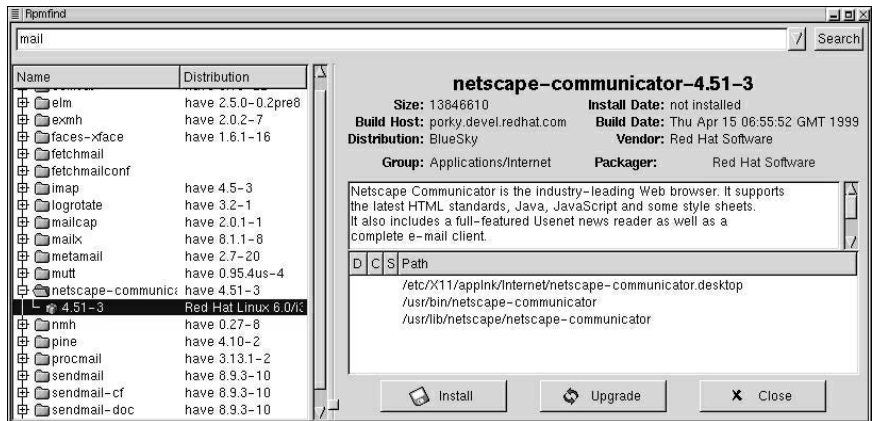 Rpmfind
mail
Search
Name Distribution
elm have 2.5.0-0.2pre8
exmh have 2.0.2-7
faces-xface have 1.6.1-16
fetchmail
fetchmailconf
imap have 4.5-3
logrotate have 3.2-1
mailcap have 2.0.1-1
mailx have 8.1.1-8
metamail have 2.7-20
mutt have 0.95.4us-4
netscape-communica have 4.51-3
4.51-3 Red Hat Linux 6.0/i3
nmh have 0.27-8
pine have 4.10-2
procmail have 3.13.1-2
sendmail have 8.9.3-10
sendmail-cf have 8.9.3-10
sendmail-doc have 8.9.3-10
netscape-communicator-4.51-3
Size: 13846610 Install Date: not installed
Build Host: porky.devel.redhat.com Build Date: Thu Apr 15 06:55:52 GMT 1999
Distribution: BlueSky Vendor: Red Hat Software
Group: Applications/Internet Packager: Red Hat Software
Netscape Communicator is the industry-leading Web browser. It supports
the latest HTML standards, Java, JavaScript and some style sheets.
It also includes a full-featured Usenet news reader as well as a
complete e-mail client.
D C S Path
/etc/X11/applnk/Internet/netscape-communicator.desktop
/usr/bin/netscape-communicator
/usr/lib/netscape/netscape-communicator
Install Upgrade Close